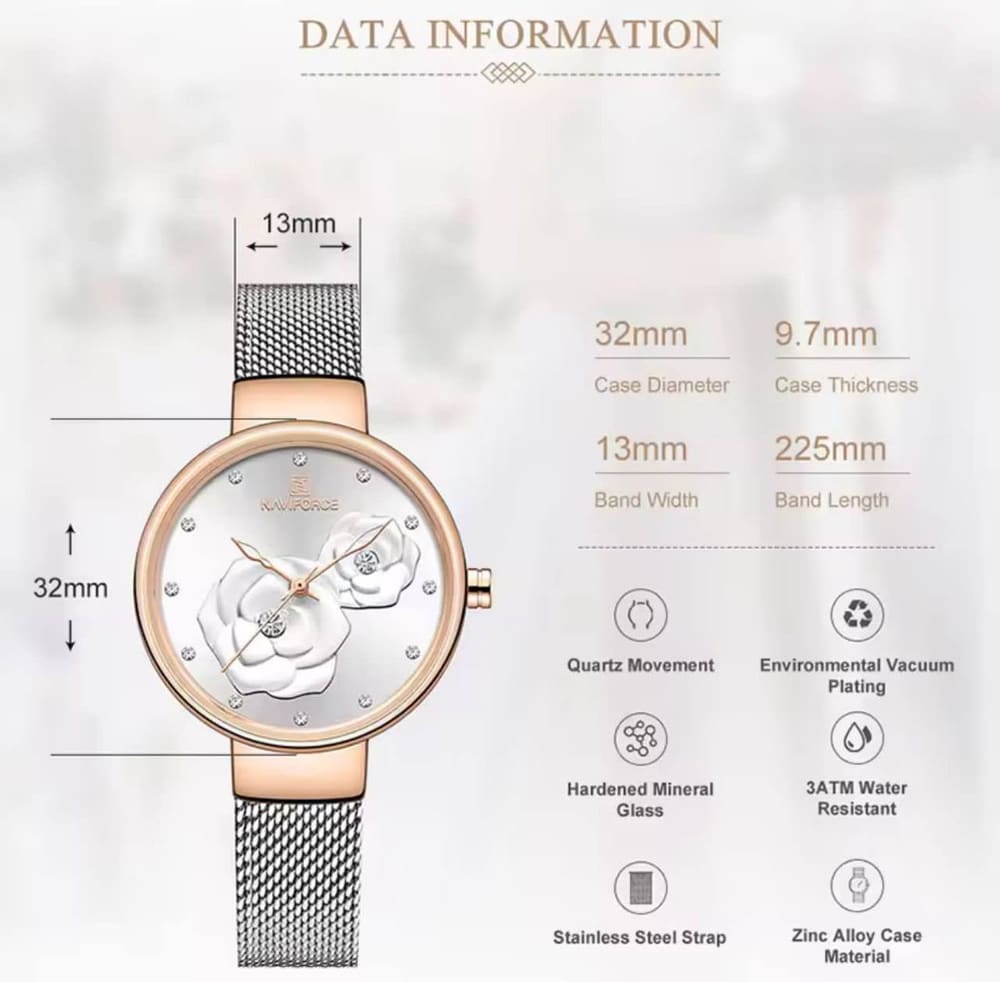 DATA INFORMATION
13mm
32mm
NAVIFORCE
32mm
Case Diameter
9.7mm
Case Thickness
13mm
Band Width
225mm
Band Length
Quartz Movement
Environmental Vacuum
Plating
Hardened Mineral
Glass
3ATM Water
Resistant
Stainless Steel Strap
Zinc Alloy Case
Material